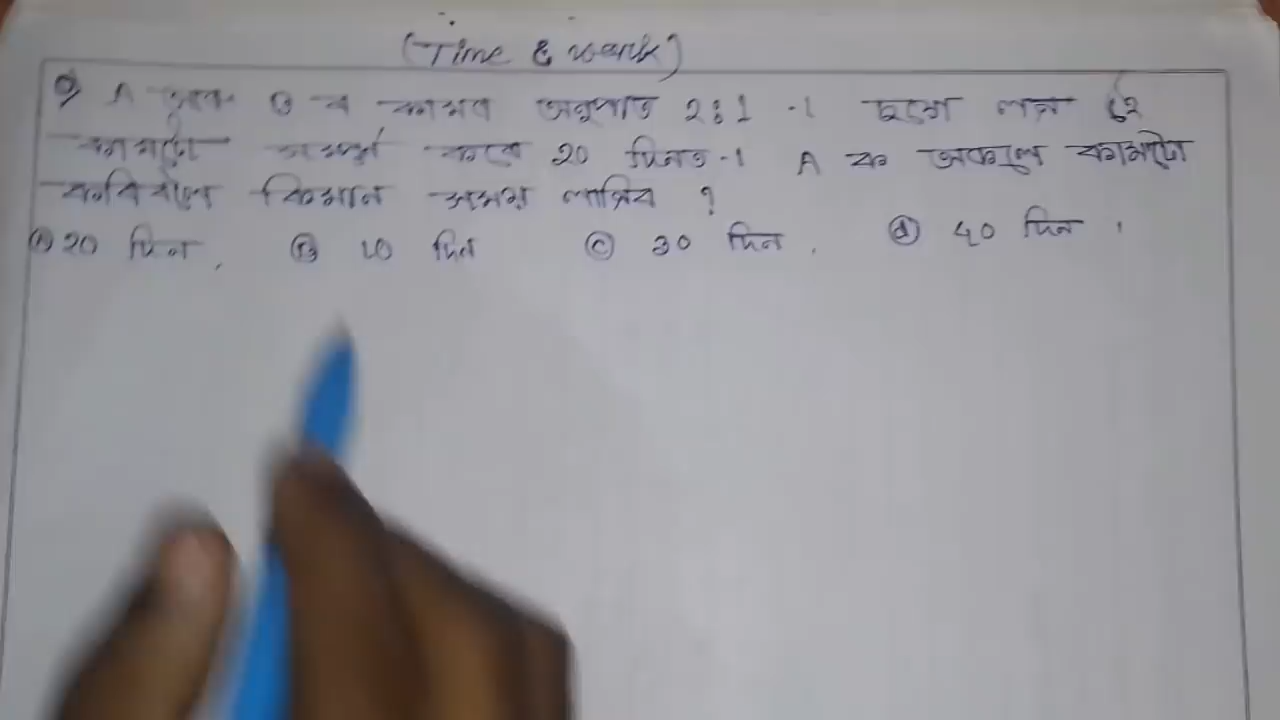 (Time & work)
Q) A আৰু B ৰ কামৰ অনুপাত 2:1 ।
কামটো সম্পূৰ্ণ কৰে 20 দিনত। A ক অকলে কামটো
কৰিবলৈ কিমান সময় লাগিব ?
Ⓐ 20 দিন . Ⓑ 10 দিন Ⓒ 30 দিন . ⓓ 40 দিন .